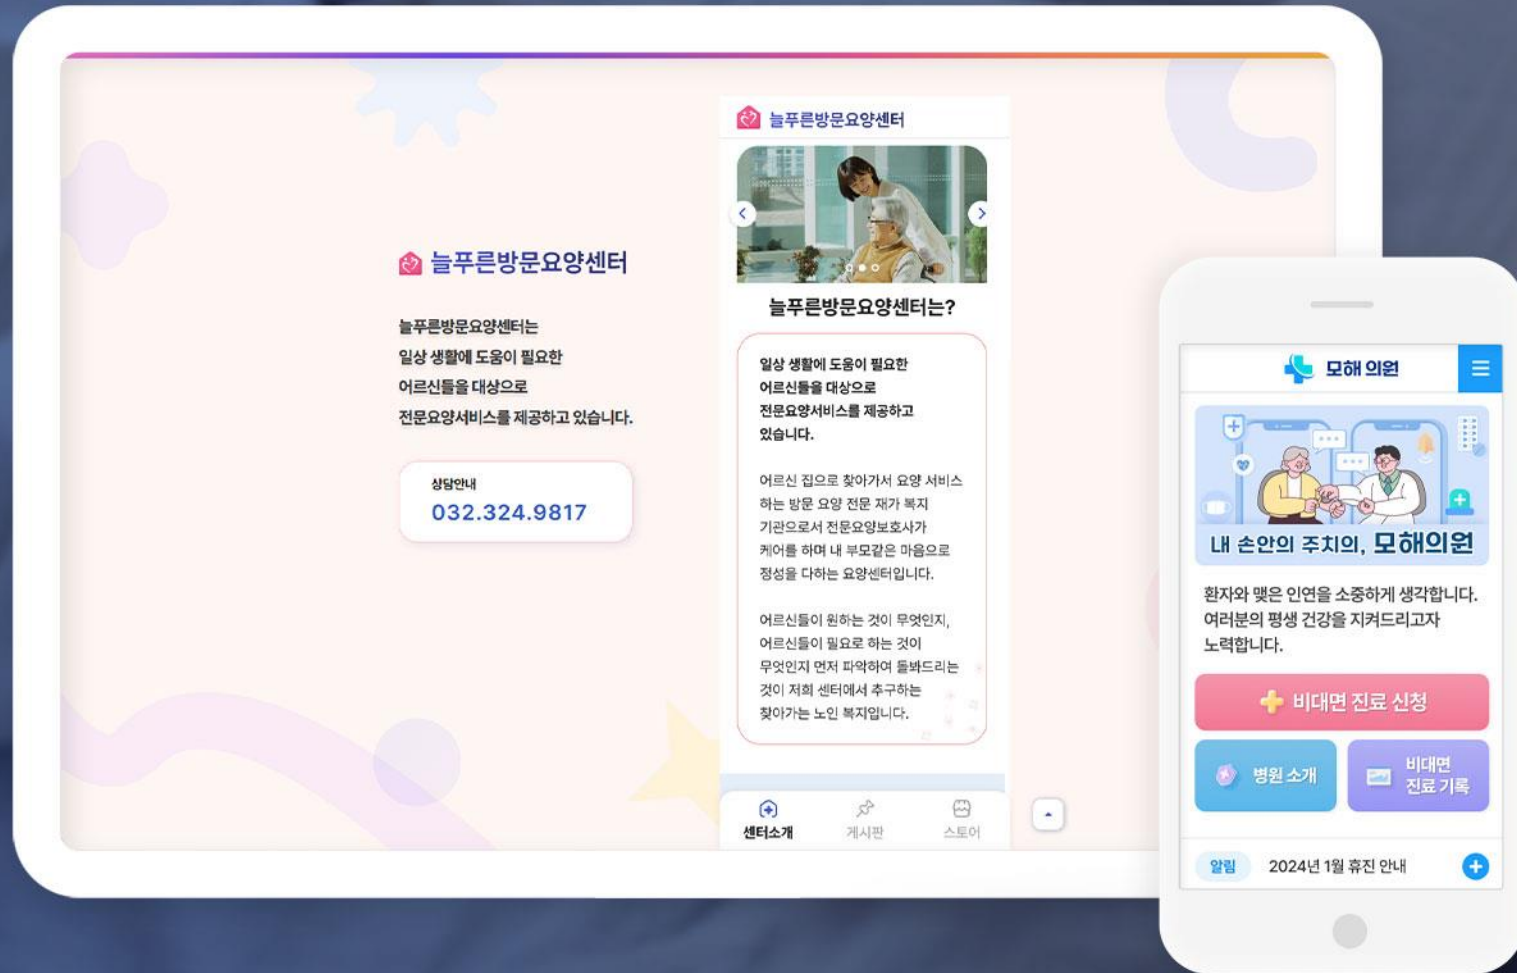 늘푸른방문요양센터
늘푸른방문요양센터는
일상 생활에 도움이 필요한
어르신들을 대상으로
전문요양서비스를 제공하고 있습니다.
상담안내
032.324.9817
늘푸른방문요양센터
늘푸른방문요양센터는?
일상 생활에 도움이 필요한
어르신들을 대상으로
전문요양서비스를 제공하고
있습니다.
어르신 집으로 찾아가서 요양 서비스
하는 방문 요양 전문 재가 복지
기관으로서 전문요양보호사가
케어를 하며 내 부모같은 마음으로
정성을 다하는 요양센터입니다.
어르신들이 원하는 것이 무엇인지,
어르신들이 필요로 하는 것이
무엇인지 먼저 파악하여 돌봐드리는
것이 저희 센터에서 추구하는
찾아가는 노인 복지입니다.
센터소개
게시판
스토어
모해 의원
내 손안의 주치의, 모해의원
환자와 맺은 인연을 소중하게 생각합니다.
여러분의 평생 건강을 지켜드리고자
노력합니다.
비대면 진료 신청
병원 소개
비대면
진료 기록
알림 2024년 1월 휴진 안내